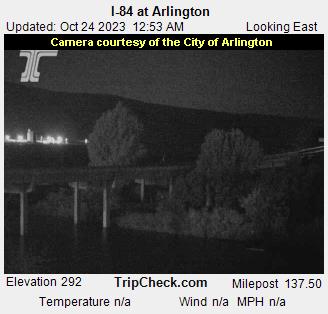 I-84 at Arlington
Updated: Oct 24 2023 12:53 AM Looking East
Camera courtesy of the City of Arlington
Elevation 292 TripCheck.com Milepost 137.50
Temperature n/a Wind n/a MPH n/a